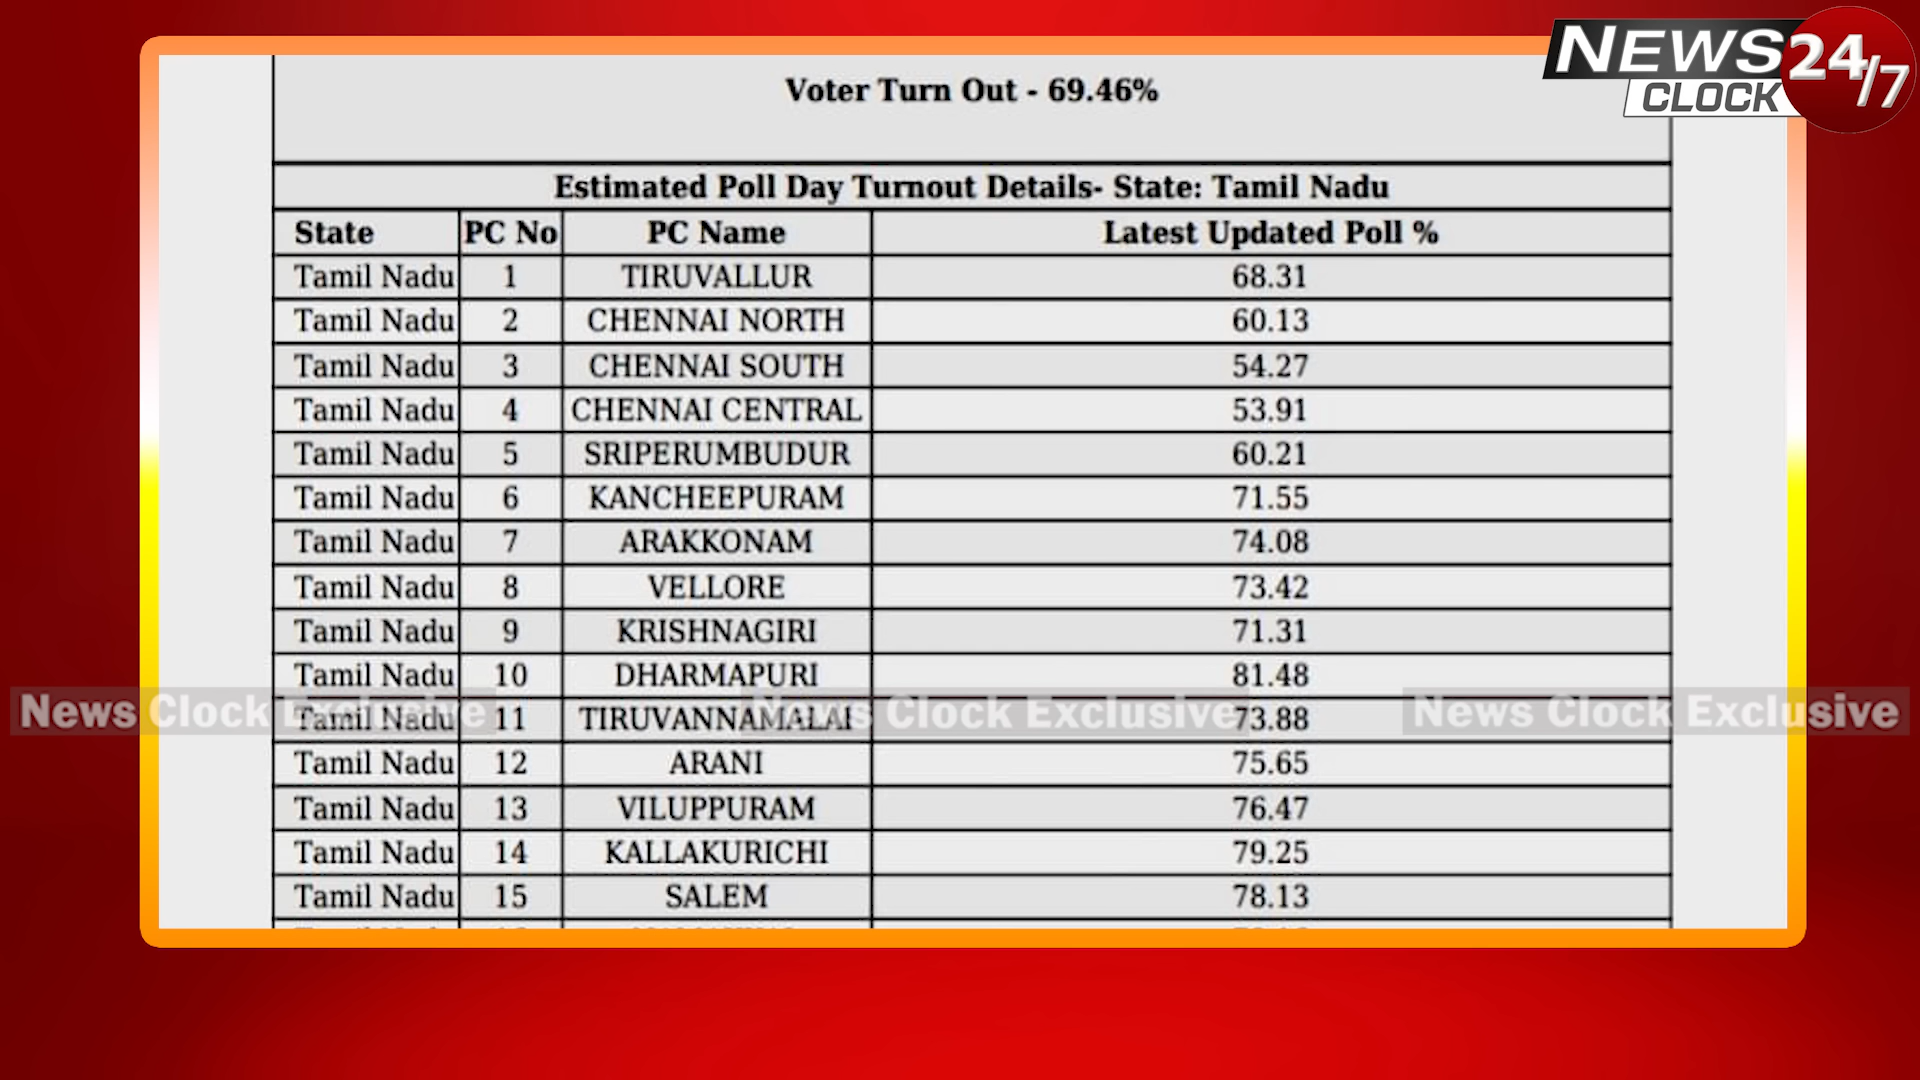 NEWS 24/7
CLOCK
Voter Turn Out - 69.46%
Estimated Poll Day Turnout Details- State: Tamil Nadu
State PC No PC Name Latest Updated Poll %
Tamil Nadu 1 TIRUVALLUR 68.31
Tamil Nadu 2 CHENNAI NORTH 60.13
Tamil Nadu 3 CHENNAI SOUTH 54.27
Tamil Nadu 4 CHENNAI CENTRAL 53.91
Tamil Nadu 5 SRIPERUMBUDUR 60.21
Tamil Nadu 6 KANCHEEPURAM 71.55
Tamil Nadu 7 ARAKKONAM 74.08
Tamil Nadu 8 VELLORE 73.42
Tamil Nadu 9 KRISHNAGIRI 71.31
Tamil Nadu 10 DHARMAPURI 81.48
Tamil Nadu 11 TIRUVANNAMALAI 73.88
News Clock Exclusive News Clock Exclusive News Clock Exclusive
Tamil Nadu 12 ARANI 75.65
Tamil Nadu 13 VILUPPURAM 76.47
Tamil Nadu 14 KALLAKURICHI 79.25
Tamil Nadu 15 SALEM 78.13